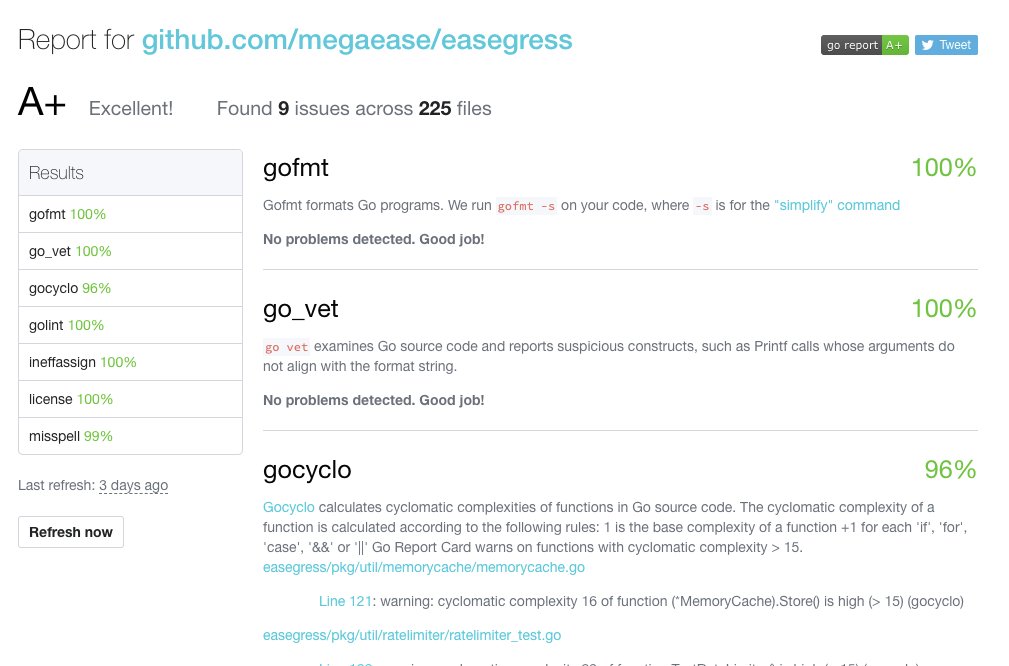 Report for github.com/megaease/easegress
go report A+ Tweet
A+ Excellent! Found 9 issues across 225 files
Results
gofmt 100%
go_vet 100%
gocyclo 96%
golint 100%
ineffassign 100%
license 100%
misspell 99%
Last refresh: 3 days ago
Refresh now
gofmt 100%
Gofmt formats Go programs. We run gofmt -s on your code, where -s is for the "simplify" command
No problems detected. Good job!
go_vet 100%
go vet examines Go source code and reports suspicious constructs, such as Printf calls whose arguments do
not align with the format string.
No problems detected. Good job!
gocyclo 96%
Gocyclo calculates cyclomatic complexities of functions in Go source code. The cyclomatic complexity of a
function is calculated according to the following rules: 1 is the base complexity of a function +1 for each 'if', 'for',
'case', '&&' or '||' Go Report Card warns on functions with cyclomatic complexity > 15.
easegress/pkg/util/memorycache/memorycache.go
Line 121: warning: cyclomatic complexity 16 of function (*MemoryCache).Store() is high (> 15) (gocyclo)
easegress/pkg/util/ratelimiter/ratelimiter_test.go